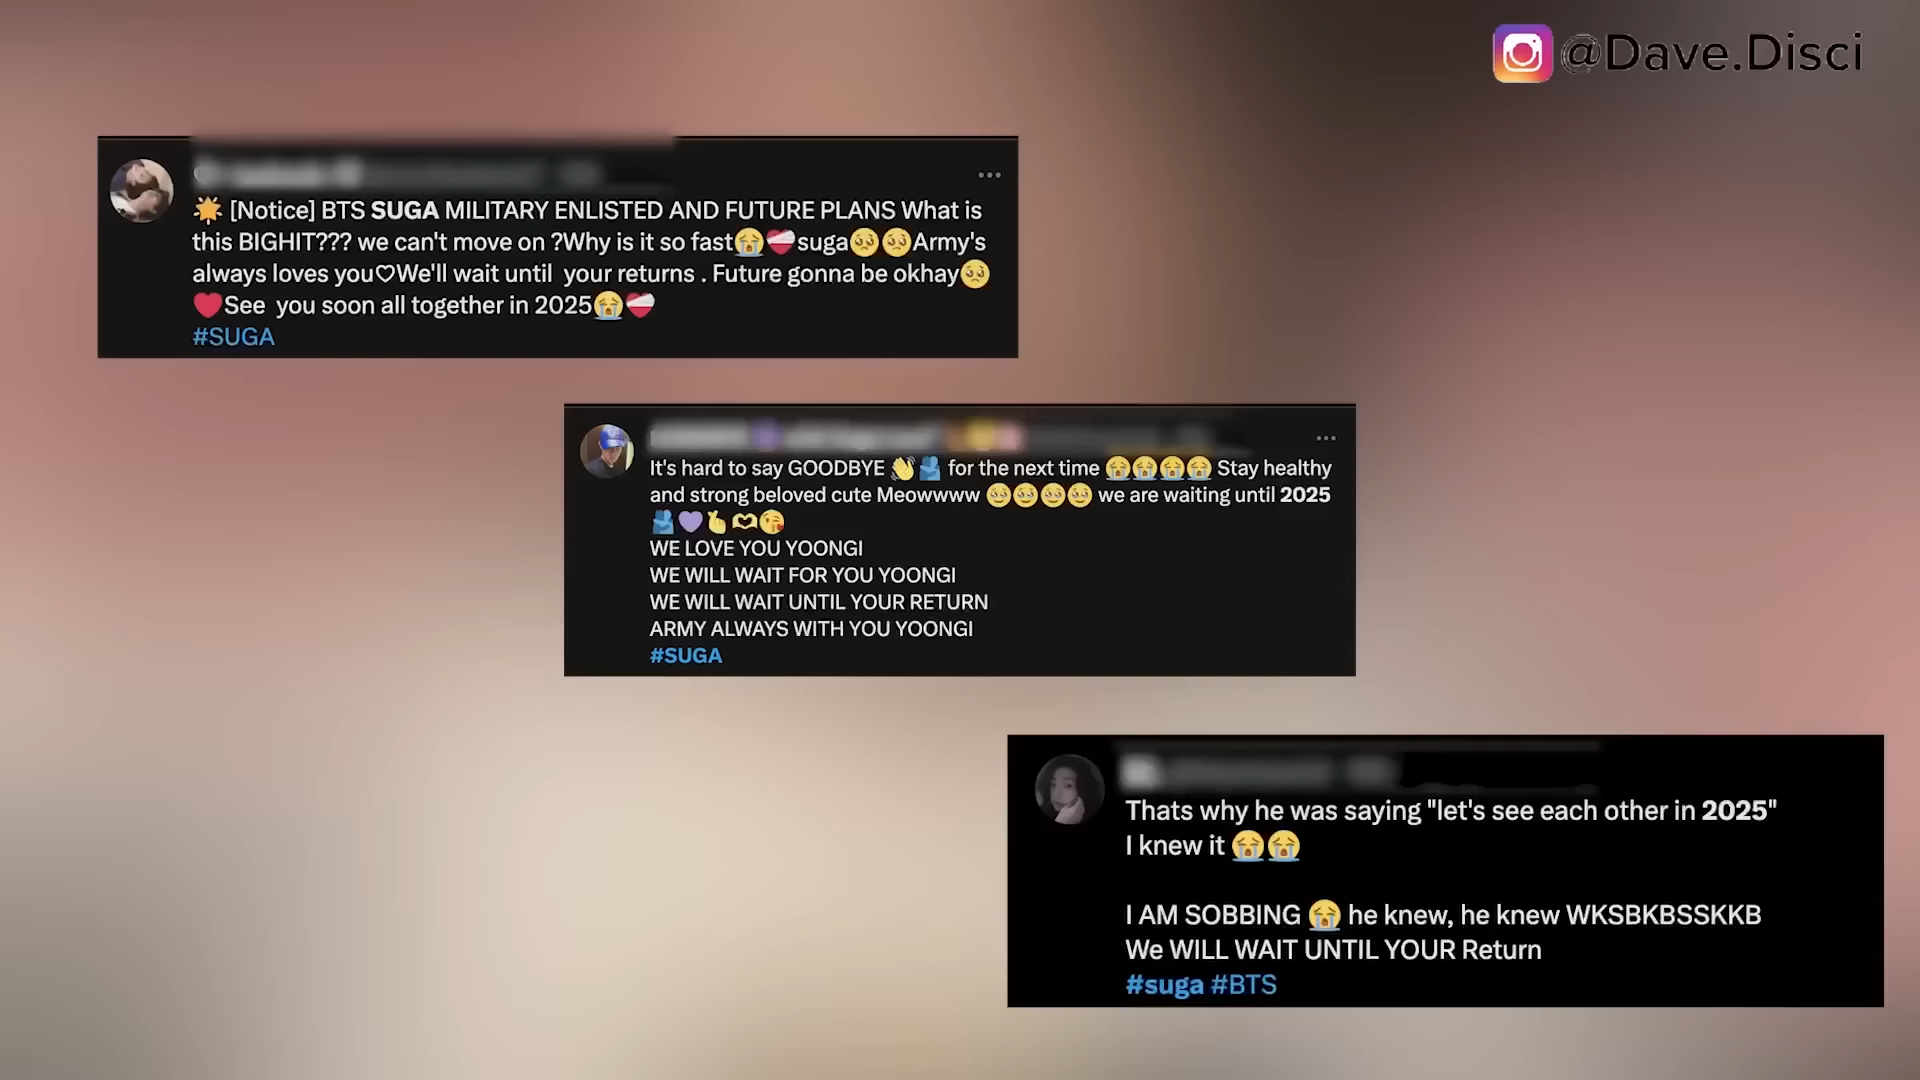 @Dave.Disci
🌟 [Notice] BTS SUGA MILITARY ENLISTED AND FUTURE PLANS What is
this BIGHIT??? we can't move on ?Why is it so fast😭❤️‍🩹suga🥺🥺Army's
always loves you♡We'll wait until your returns . Future gonna be okhay🥺
❤️See you soon all together in 2025😭❤️‍🩹
#SUGA
It's hard to say GOODBYE 👋🫂 for the next time 😭😭😭😭 Stay healthy
and strong beloved cute Meowwww 🥹🥹🥹🥹 we are waiting until 2025
🫂💜🫰🫶😘
WE LOVE YOU YOONGI
WE WILL WAIT FOR YOU YOONGI
WE WILL WAIT UNTIL YOUR RETURN
ARMY ALWAYS WITH YOU YOONGI
#SUGA
Thats why he was saying "let's see each other in 2025"
I knew it 😭😭
I AM SOBBING 😭 he knew, he knew WKSBKBSSKKB
We WILL WAIT UNTIL YOUR Return
#suga #BTS